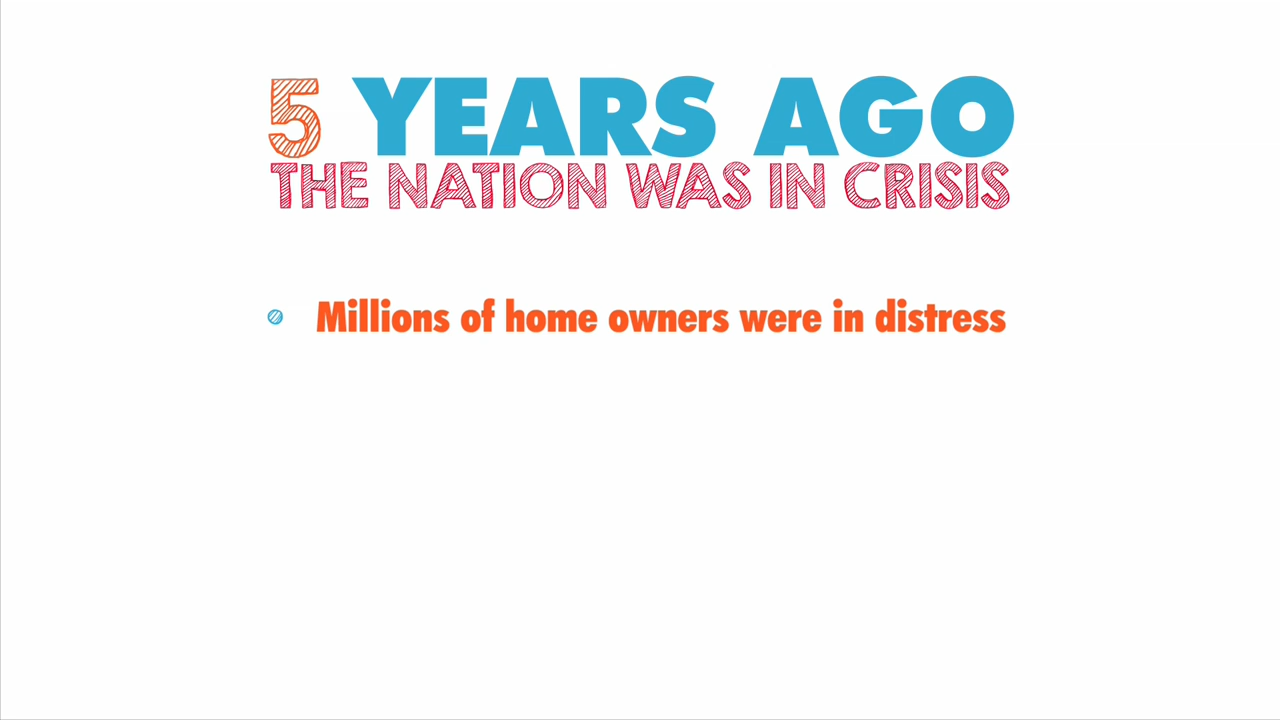 5 YEARS AGO
THE NATION WAS IN CRISIS
Millions of home owners were in distress